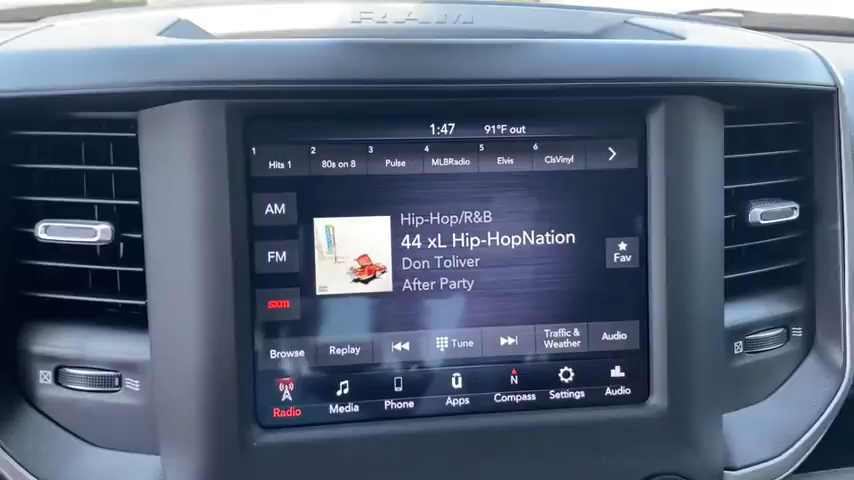 RAM
1:47 91°F out
1 Hits 1 2 80s on 8 3 Pulse 4 MLBRadio 5 Elvis 6 ClsVinyl
AM
FM
sxm
Hip-Hop/R&B
44 xL Hip-HopNation
Don Toliver
After Party
Fav
Browse Replay Tune Traffic & Weather Audio
Radio Media Phone Apps N Compass Settings Audio